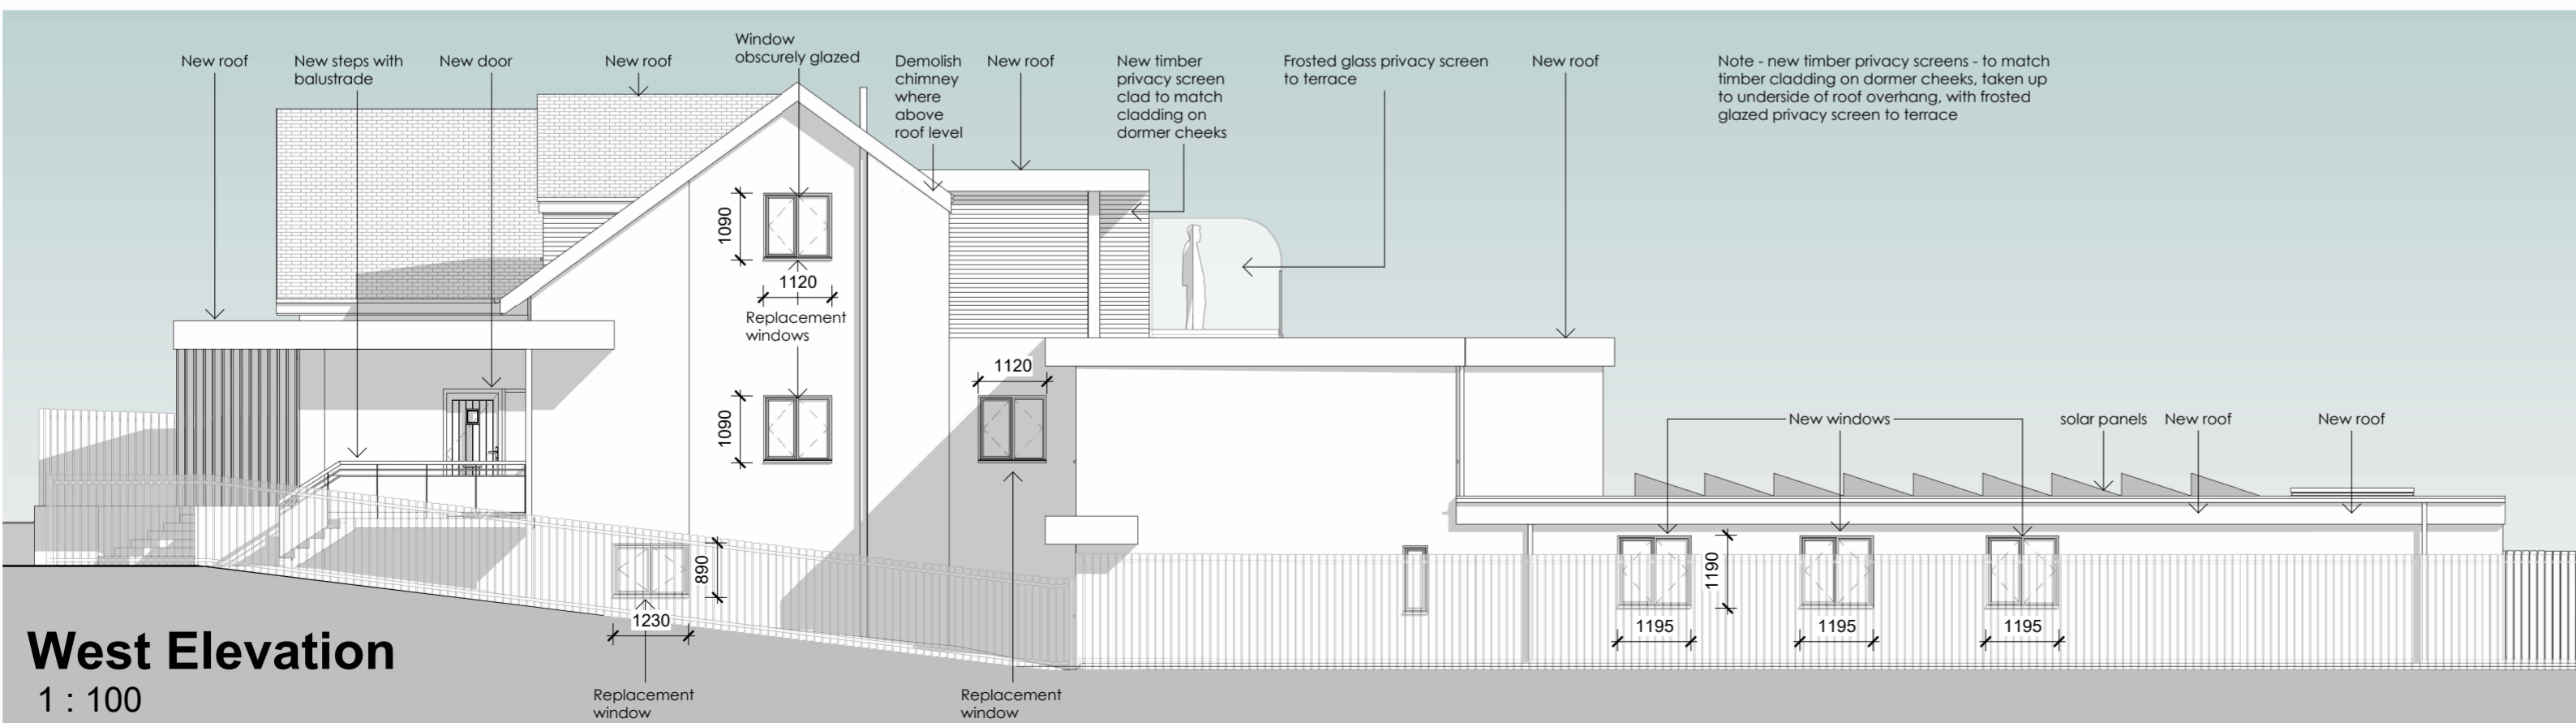 New roof
New steps with
balustrade
New door
New roof
Window
obscurely glazed
Demolish
chimney
where
above
roof level
New roof
New timber
privacy screen
clad to match
cladding on
dormer cheeks
Frosted glass privacy screen
to terrace
New roof
Note - new timber privacy screens - to match
timber cladding on dormer cheeks, taken up
to underside of roof overhang, with frosted
glazed privacy screen to terrace
1090
1120
Replacement
windows
1120
1090
New windows
solar panels
New roof
New roof
890
1230
1190
1195
1195
1195
West Elevation
1 : 100
Replacement
window
Replacement
window